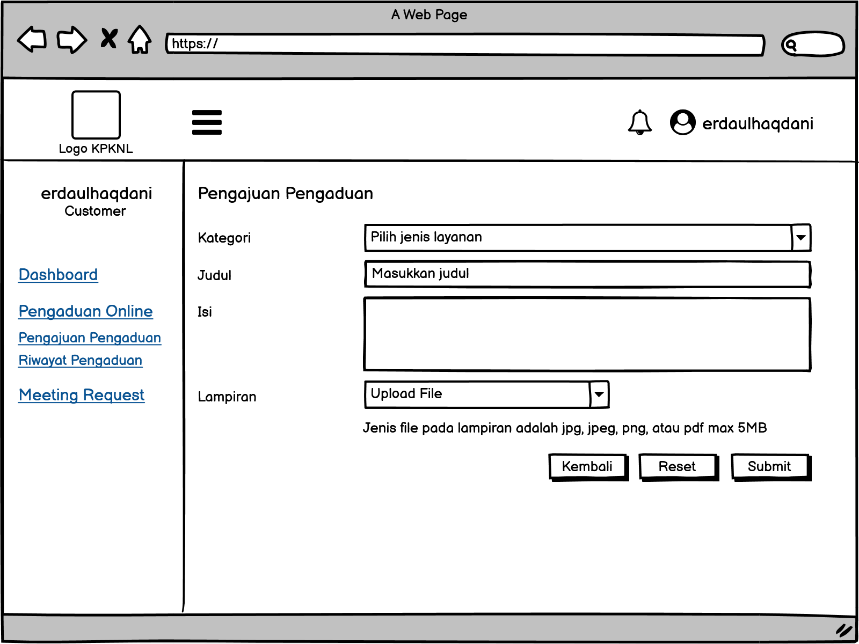 A Web Page
https://
Logo KPKNL
erdaulhaqdani
erdaulhaqdani
Customer
Dashboard
Pengaduan Online
Pengajuan Pengaduan
Riwayat Pengaduan
Meeting Request
Pengajuan Pengaduan
Kategori
Pilih jenis layanan
Judul
Masukkan judul
Isi
Lampiran
Upload File
Jenis file pada lampiran adalah jpg, jpeg, png, atau pdf max 5MB
Kembali
Reset
Submit